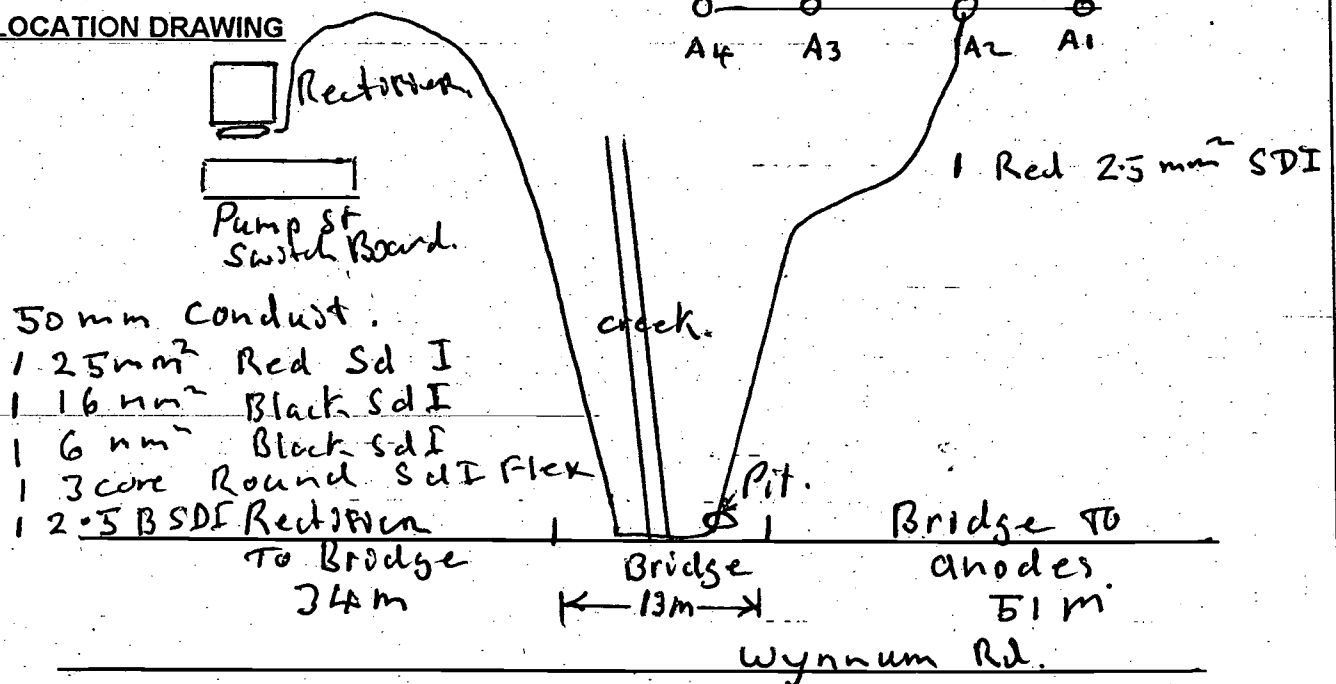 LOCATION DRAWING
A4 A3 A2 A1
Rectifier
1 Red 2.5 mm² SDI
Pump St
Switch Board.
50 mm Conduit.
creek.
1 25mm² Red Sd I
1 16 mm² Black Sd I
1 6 mm² Black Sd I
1 3 core Round SdI Flex
Pit.
1 2.5 B SDI Rectifier
To Bridge
34 m
Bridge
13m
Bridge To
anodes.
51 m
Wynnum Rd.